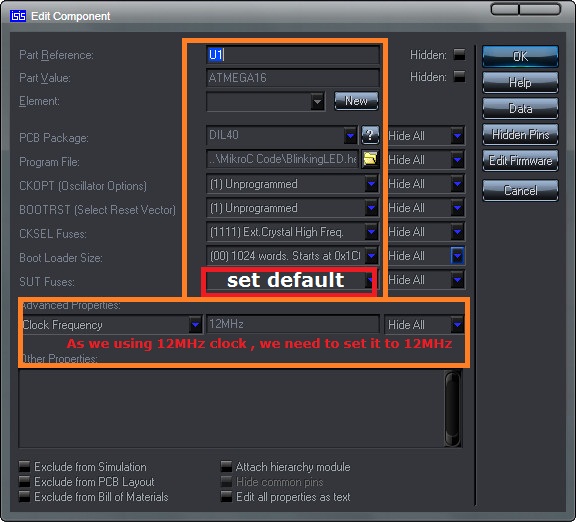 ISIS Edit Component
Part Reference: U1 Hidden:
Part Value: ATMEGA16 Hidden:
Element: New
PCB Package: DIL40 ? Hide All
Program File: ..\MikroC Code\BlinkingLED.he Hide All
CKOPT (Oscillator Options) (1) Unprogrammed Hide All
BOOTRST (Select Reset Vector) (1) Unprogrammed Hide All
CKSEL Fuses: (1111) Ext.Crystal High Freq. Hide All
Boot Loader Size: (00) 1024 words. Starts at 0x1C Hide All
SUT Fuses: set default Hide All
Advanced Properties:
Clock Frequency 12MHz Hide All
As we using 12MHz clock , we need to set it to 12MHz
Other Properties:
Exclude from Simulation
Exclude from PCB Layout
Exclude from Bill of Materials
Attach hierarchy module
Hide common pins
Edit all properties as text
OK
Help
Data
Hidden Pins
Edit Firmware
Cancel